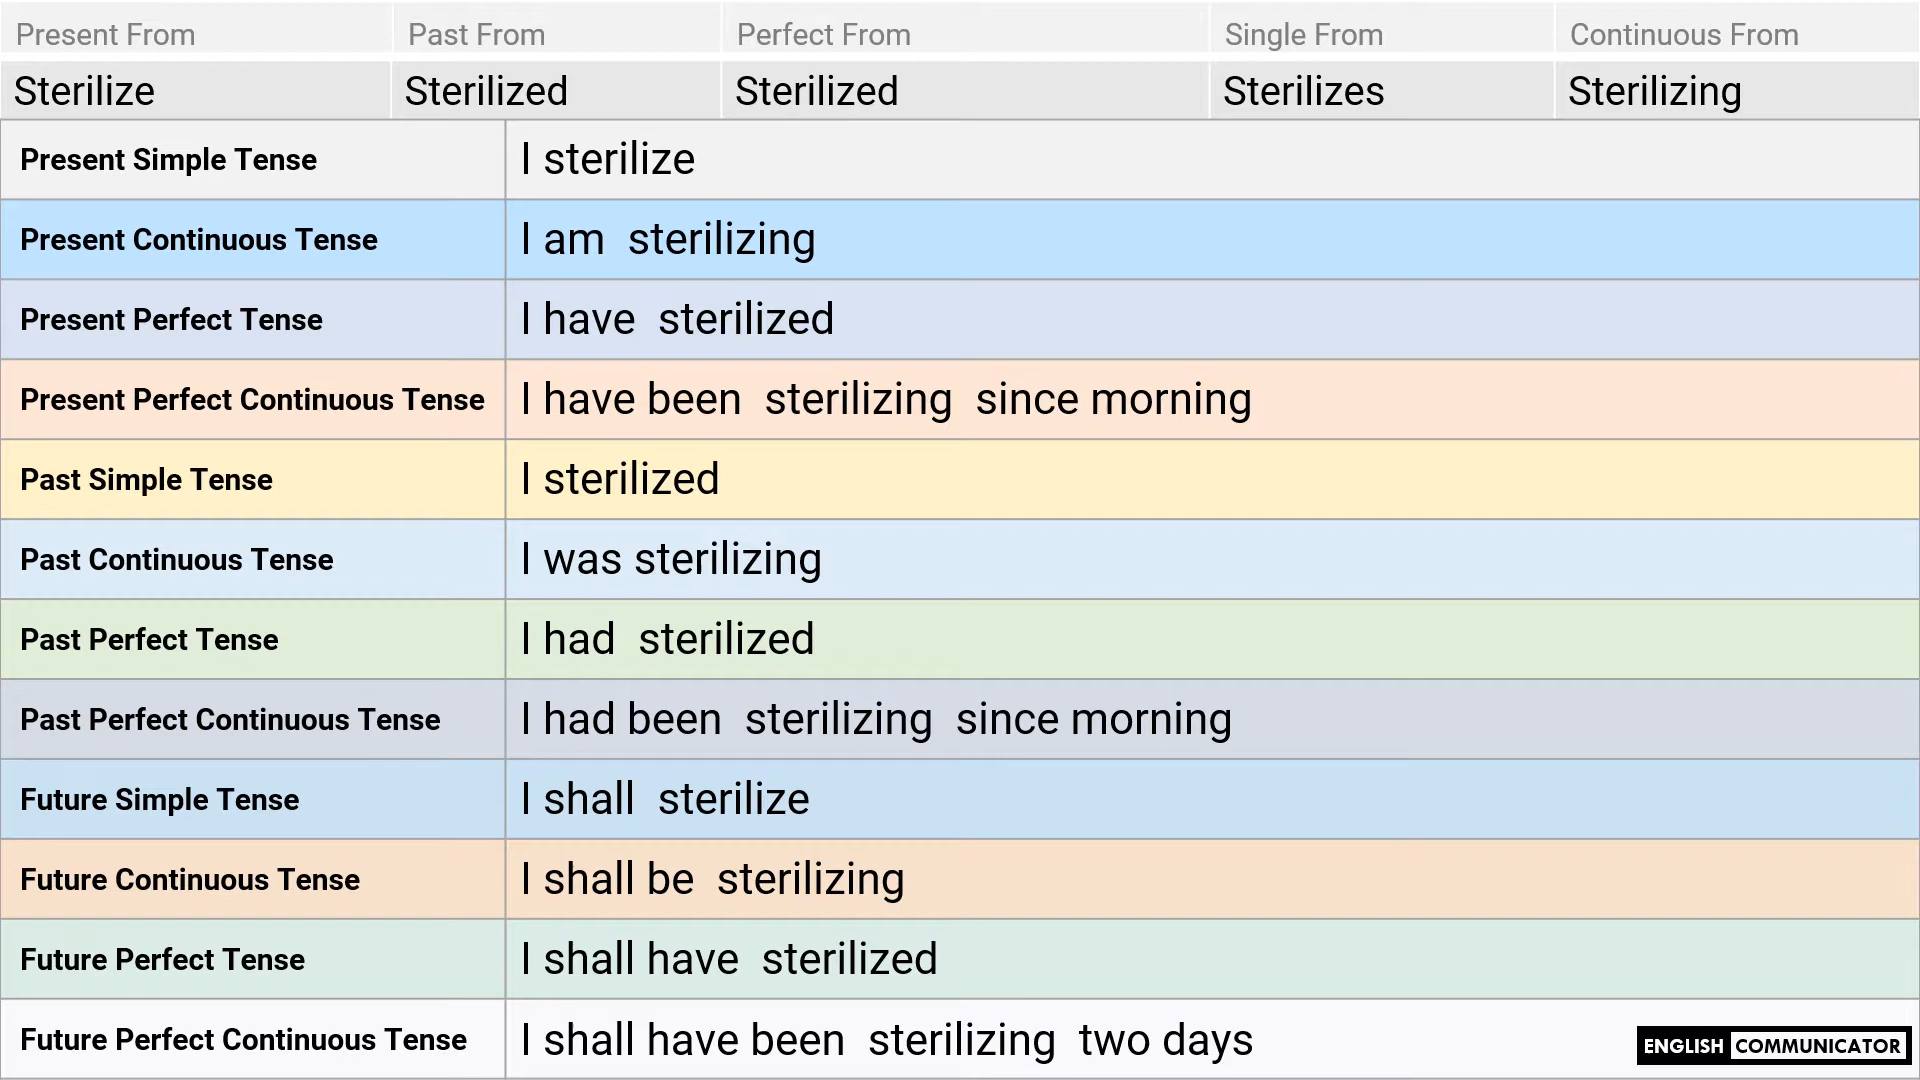 Present From Past From Perfect From Single From Continuous From
Sterilize Sterilized Sterilized Sterilizes Sterilizing
Present Simple Tense I sterilize
Present Continuous Tense I am sterilizing
Present Perfect Tense I have sterilized
Present Perfect Continuous Tense I have been sterilizing since morning
Past Simple Tense I sterilized
Past Continuous Tense I was sterilizing
Past Perfect Tense I had sterilized
Past Perfect Continuous Tense I had been sterilizing since morning
Future Simple Tense I shall sterilize
Future Continuous Tense I shall be sterilizing
Future Perfect Tense I shall have sterilized
Future Perfect Continuous Tense I shall have been sterilizing two days
ENGLISH COMMUNICATOR